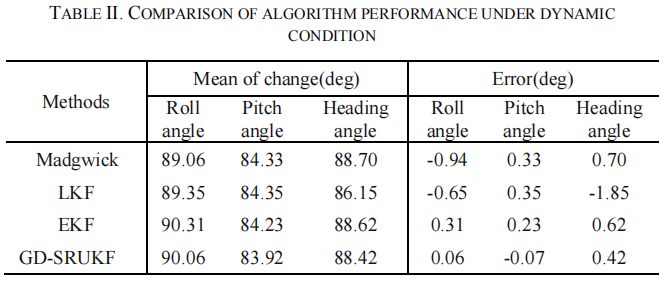 TABLE II. COMPARISON OF ALGORITHM PERFORMANCE UNDER DYNAMIC
CONDITION
Methods Mean of change(deg) Error(deg)
Roll angle Pitch angle Heading angle Roll angle Pitch angle Heading angle
Madgwick 89.06 84.33 88.70 -0.94 0.33 0.70
LKF 89.35 84.35 86.15 -0.65 0.35 -1.85
EKF 90.31 84.23 88.62 0.31 0.23 0.62
GD-SRUKF 90.06 83.92 88.42 0.06 -0.07 0.42